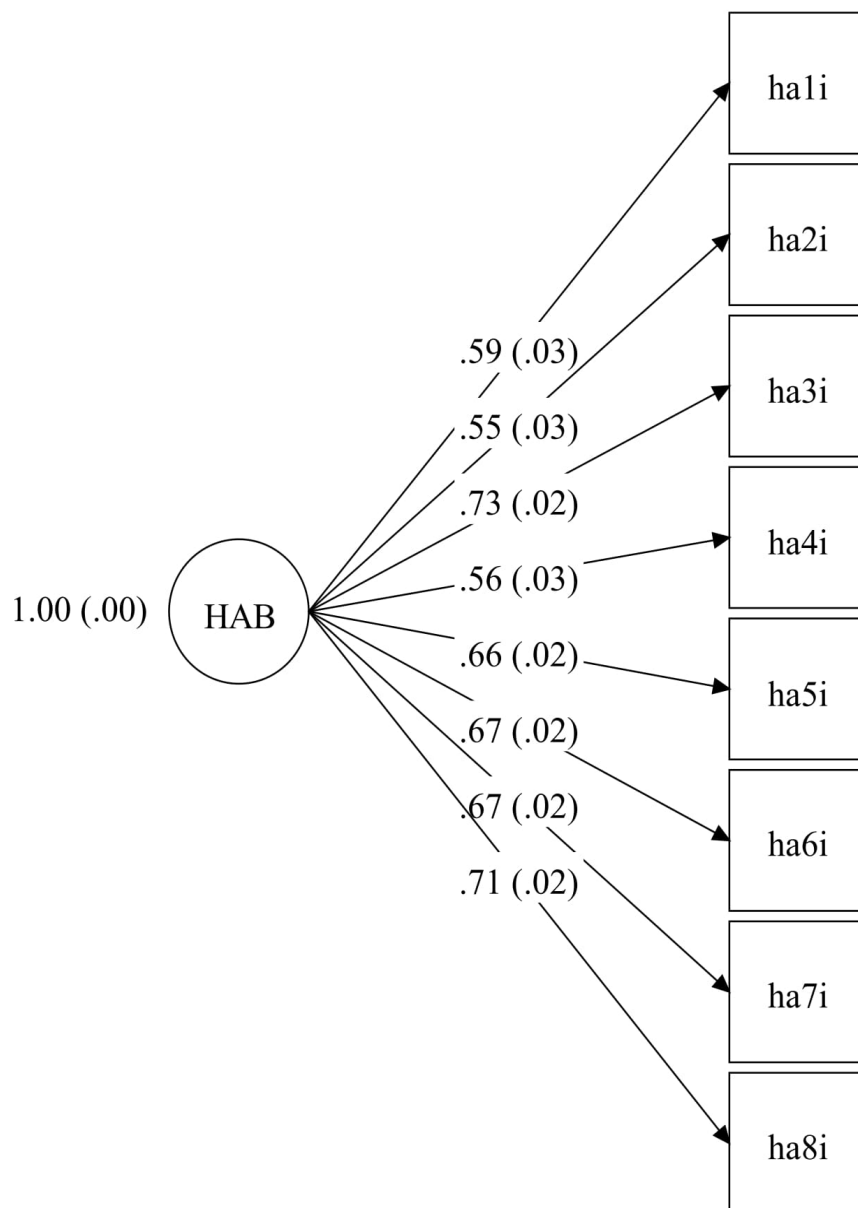 ha1i
ha2i
.59 (.03)
ha3i
.55 (.03)
.73 (.02)
ha4i
.56 (.03)
1.00 (.00)
HAB
.66 (.02)
ha5i
.67 (.02)
.67 (.02)
ha6i
.71 (.02)
ha7i
ha8i